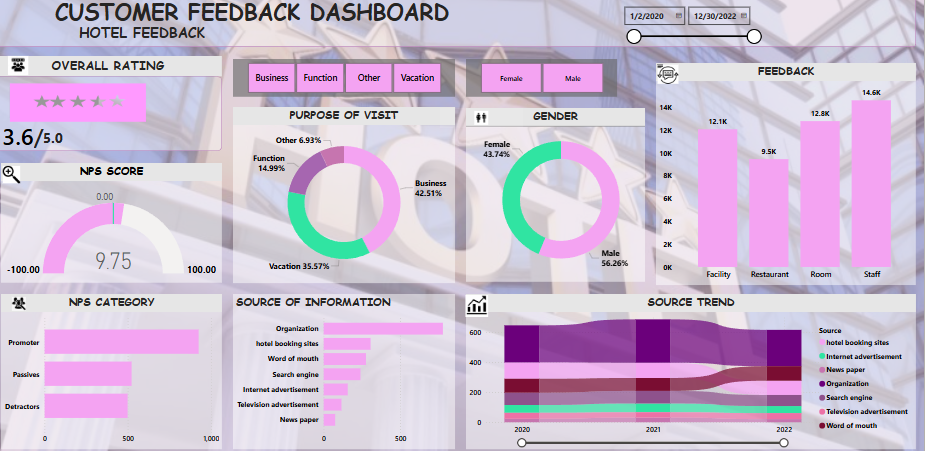 CUSTOMER FEEDBACK DASHBOARD
HOTEL FEEDBACK
1/2/2020 12/30/2022
OVERALL RATING
3.6/5.0
Business Function Other Vacation
Female Male
FEEDBACK
14K
12K
10K
8K
6K
4K
2K
0K
12.1K
9.5K
12.8K
14.6K
Facility Restaurant Room Staff
NPS SCORE
0.00
9.75
-100.00 100.00
PURPOSE OF VISIT
Other 6.93%
Function
14.99%
Business
42.51%
Vacation 35.57%
GENDER
Female
43.74%
Male
56.26%
NPS CATEGORY
Promoter
Passives
Detractors
0 500 1,000
SOURCE OF INFORMATION
Organization
hotel booking sites
Word of mouth
Search engine
Internet advertisement
Television advertisement
News paper
0 500
SOURCE TREND
600
400
200
0
2020 2021 2022
Source
hotel booking sites
Internet advertisement
News paper
Organization
Search engine
Television advertisement
Word of mouth